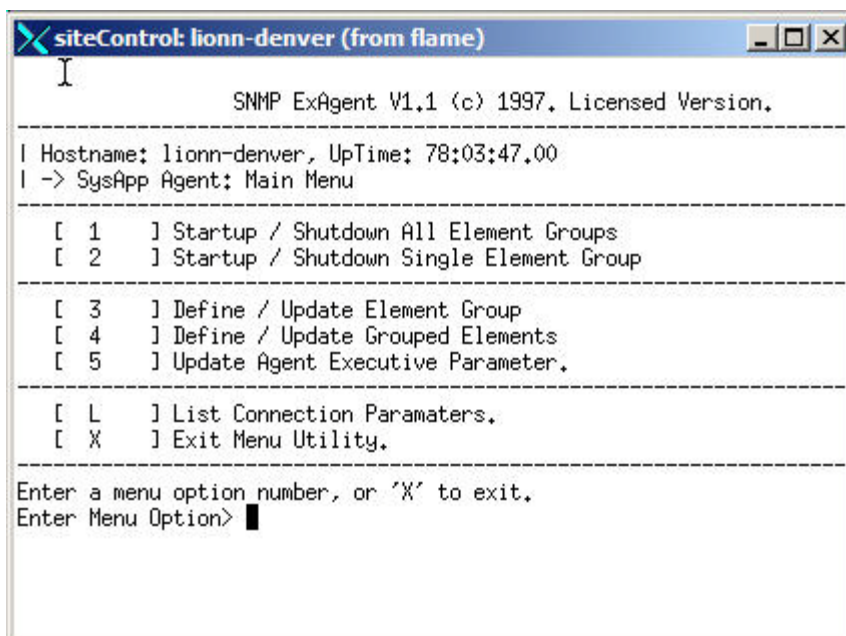 siteControl: lionn-denver (from flame)
SNMP ExAgent V1.1 (c) 1997. Licensed Version.
| Hostname: lionn-denver, UpTime: 78:03:47.00
| -> SysApp Agent: Main Menu
[ 1 ] Startup / Shutdown All Element Groups
[ 2 ] Startup / Shutdown Single Element Group
[ 3 ] Define / Update Element Group
[ 4 ] Define / Update Grouped Elements
[ 5 ] Update Agent Executive Parameter.
[ L ] List Connection Paramaters.
[ X ] Exit Menu Utility.
Enter a menu option number, or 'X' to exit.
Enter Menu Option>